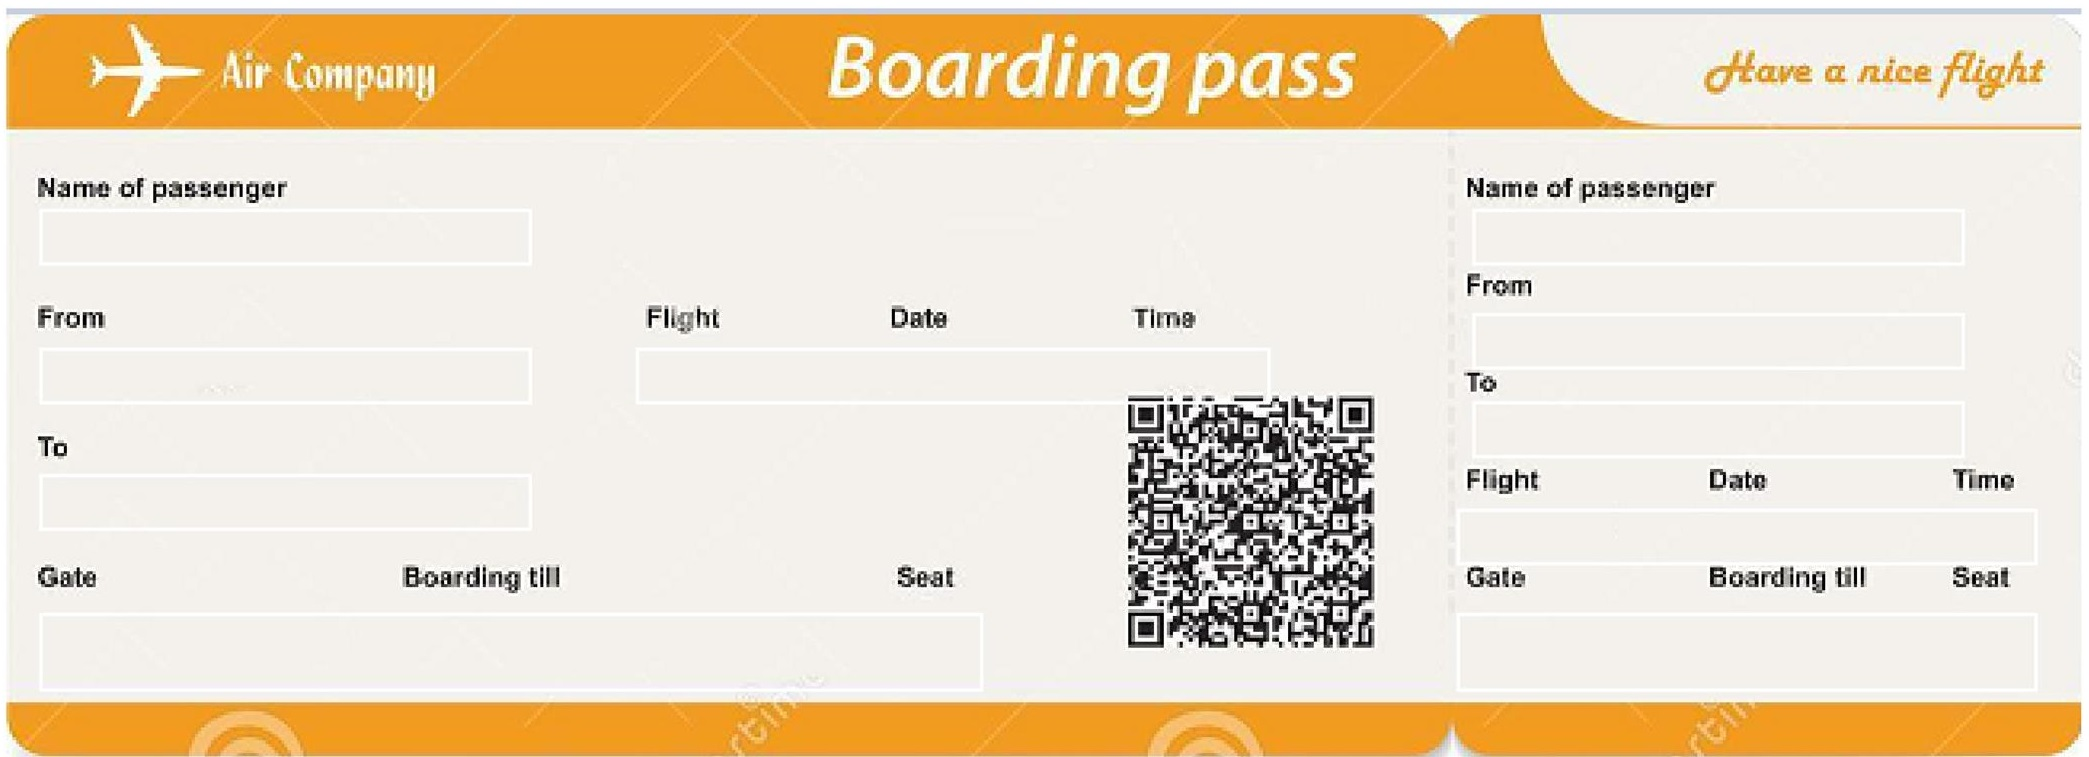 Air Company
Boarding pass
Have a nice flight
Name of passenger
From
Flight Date Time
To
Gate Boarding till Seat
Name of passenger
From
To
Flight Date Time
Gate Boarding till Seat